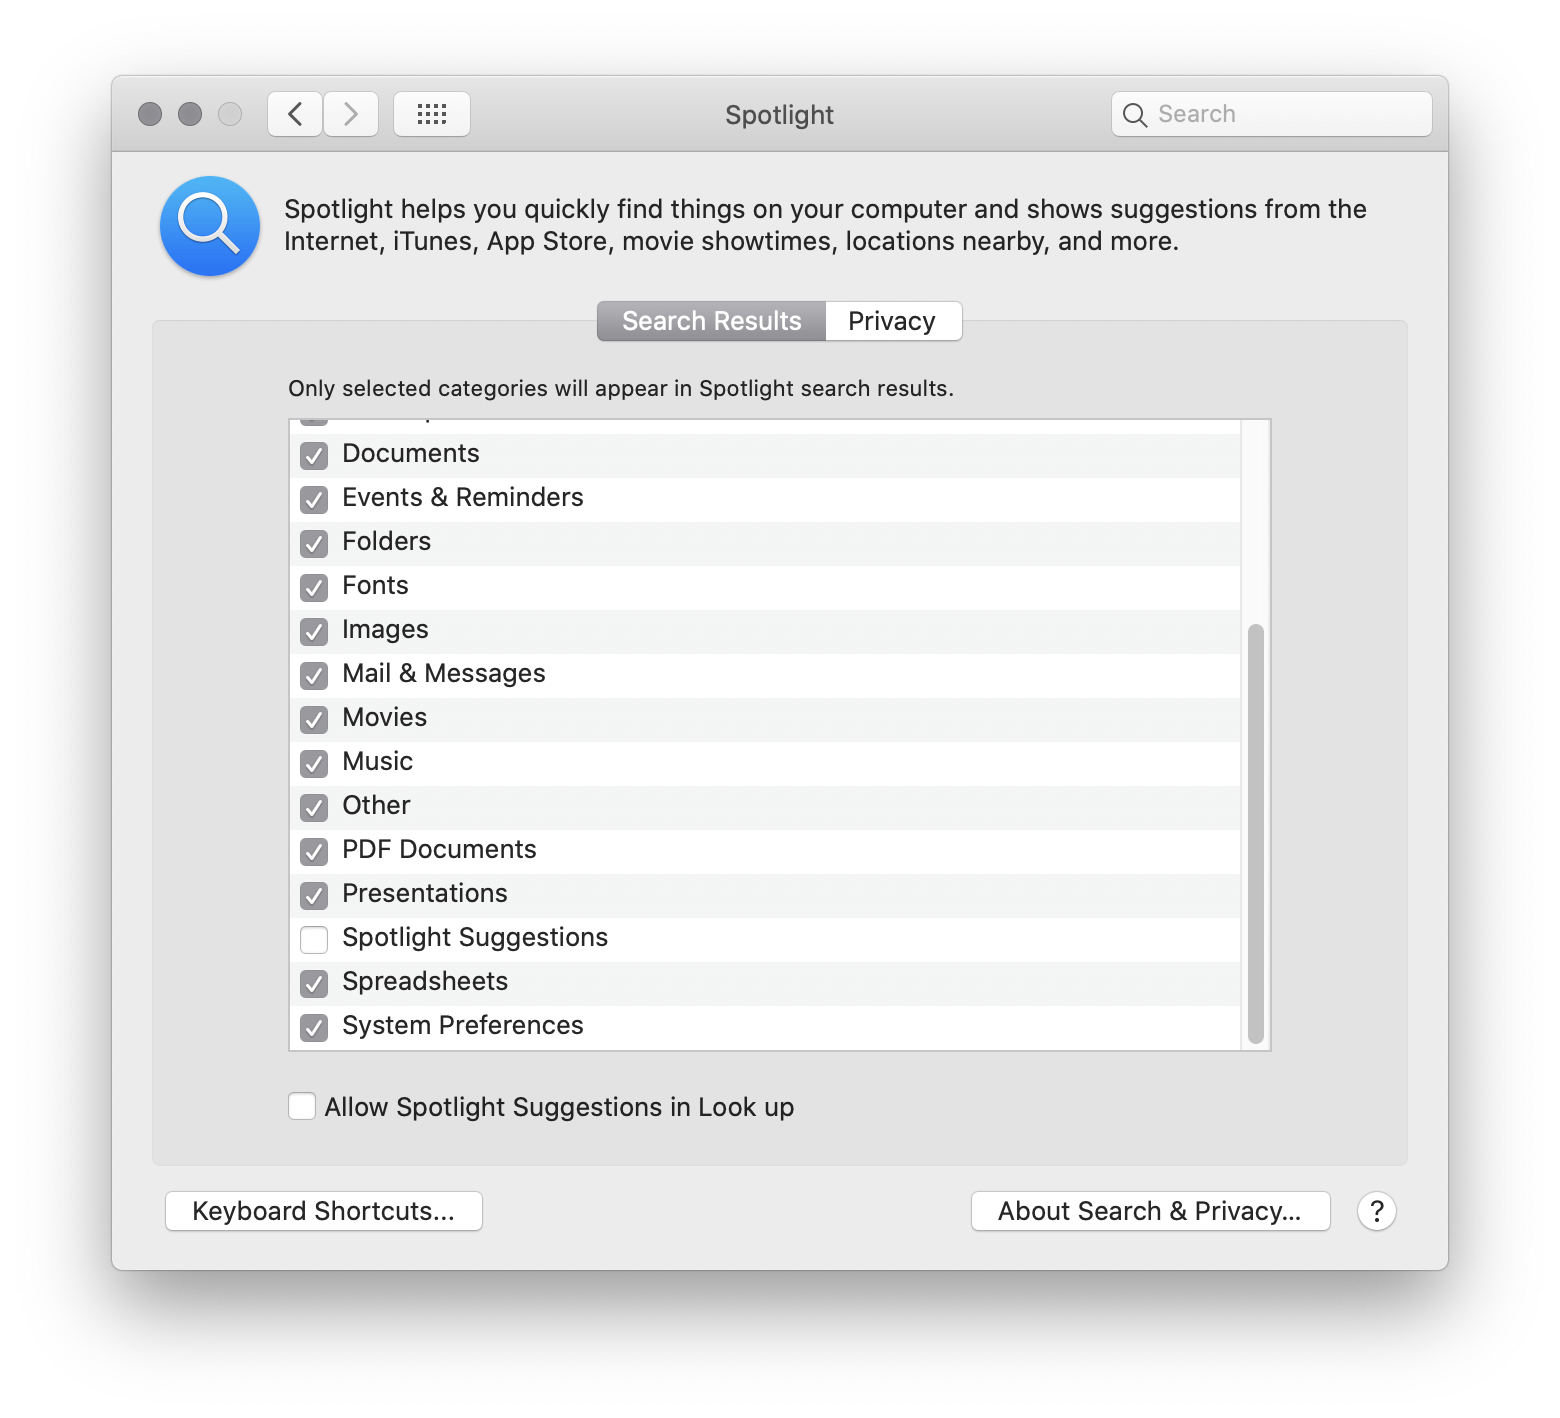 Spotlight
Search
Spotlight helps you quickly find things on your computer and shows suggestions from the
Internet, iTunes, App Store, movie showtimes, locations nearby, and more.
Search Results
Privacy
Only selected categories will appear in Spotlight search results.
Documents
Events & Reminders
Folders
Fonts
Images
Mail & Messages
Movies
Music
Other
PDF Documents
Presentations
Spotlight Suggestions
Spreadsheets
System Preferences
Allow Spotlight Suggestions in Look up
Keyboard Shortcuts...
About Search & Privacy...
?